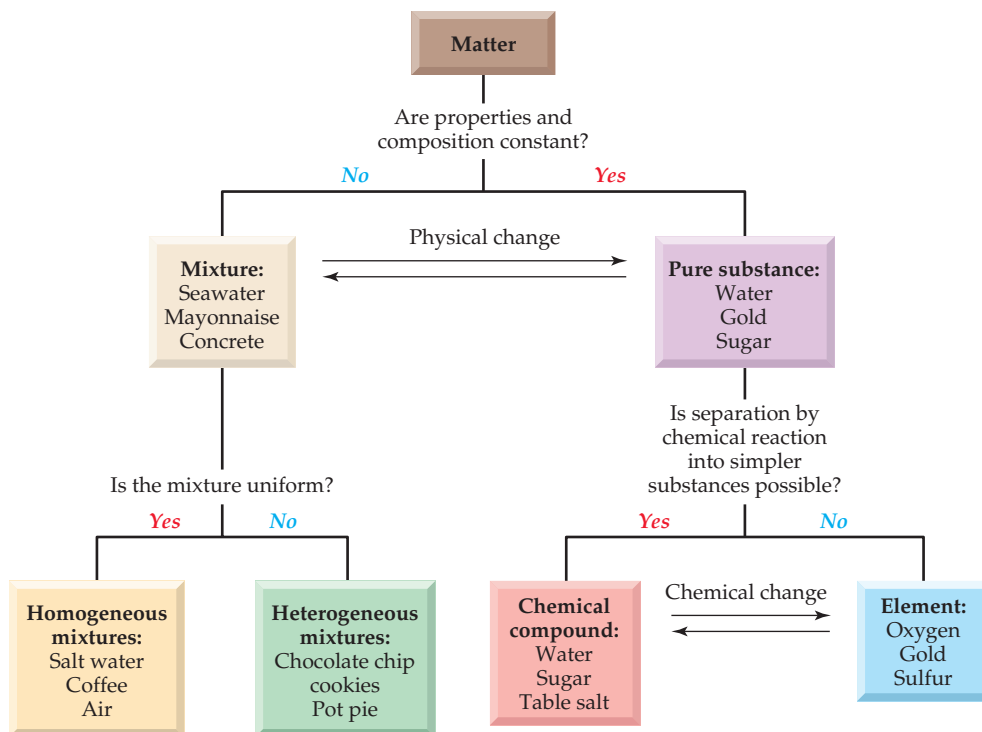 Matter
Are properties and
composition constant?
No
Yes
Physical change
Mixture:
Seawater
Mayonnaise
Concrete
Pure substance:
Water
Gold
Sugar
Is the mixture uniform?
Yes
No
Is separation by
chemical reaction
into simpler
substances possible?
Yes
No
Homogeneous
mixtures:
Salt water
Coffee
Air
Heterogeneous
mixtures:
Chocolate chip
cookies
Pot pie
Chemical
compound:
Water
Sugar
Table salt
Chemical change
Element:
Oxygen
Gold
Sulfur